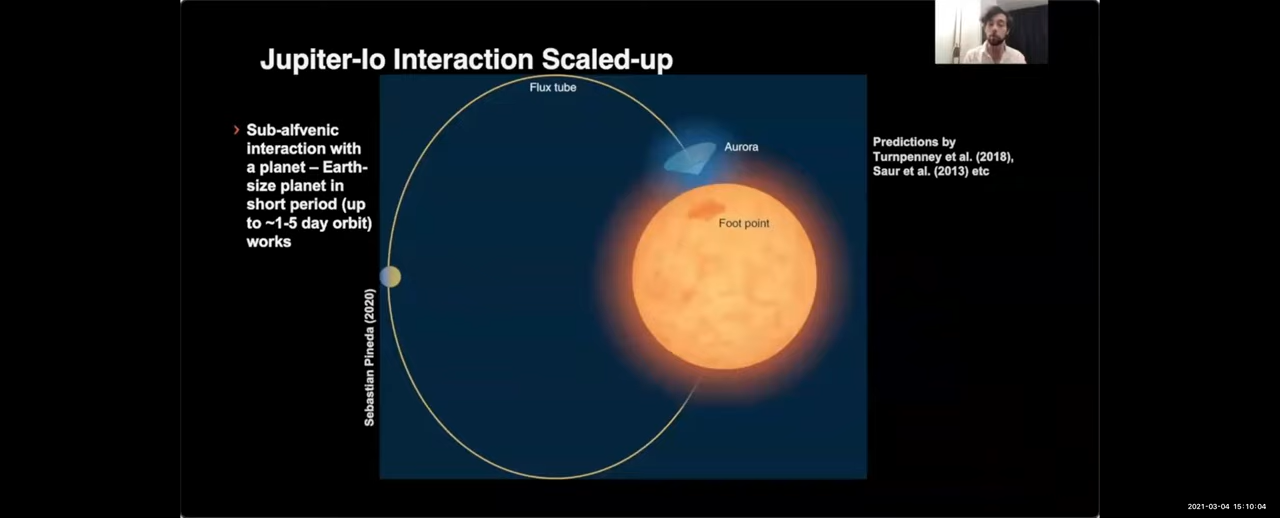 Jupiter-Io Interaction Scaled-up
Flux tube
› Sub-alfvenic
interaction with
a planet – Earth-
size planet in
short period (up
to ~1-5 day orbit)
works
Aurora
Predictions by
Turnpenney et al. (2018),
Saur et al. (2013) etc
Foot point
Sebastian Pineda (2020)
2021-03-04 15:10:04